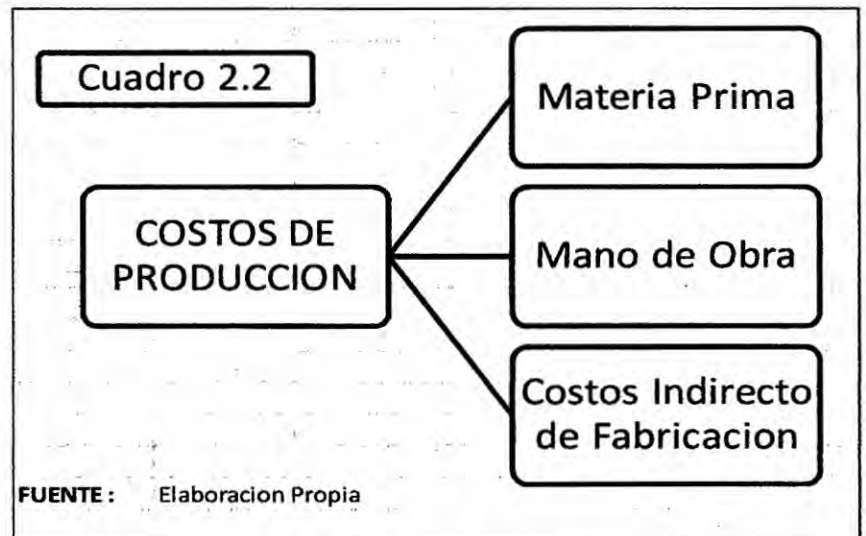 Cuadro 2.2
COSTOS DE
PRODUCCION
Materia Prima
Mano de Obra
Costos Indirecto
de Fabricacion
FUENTE : Elaboracion Propia